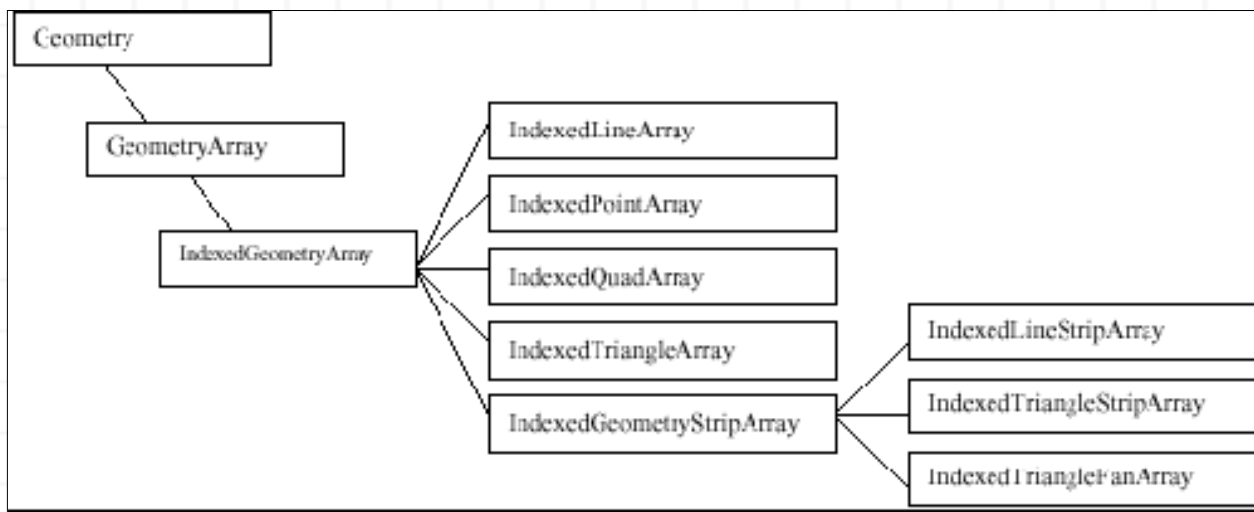 Geometry
GeometryArray
IndexedGeometryArray
IndexedLineArray
IndexedPointArray
IndexedQuadArray
IndexedTriangleArray
IndexedGeometryStripArray
IndexedLineStripArray
IndexedTriangleStripArray
IndexedTriangleFanArray